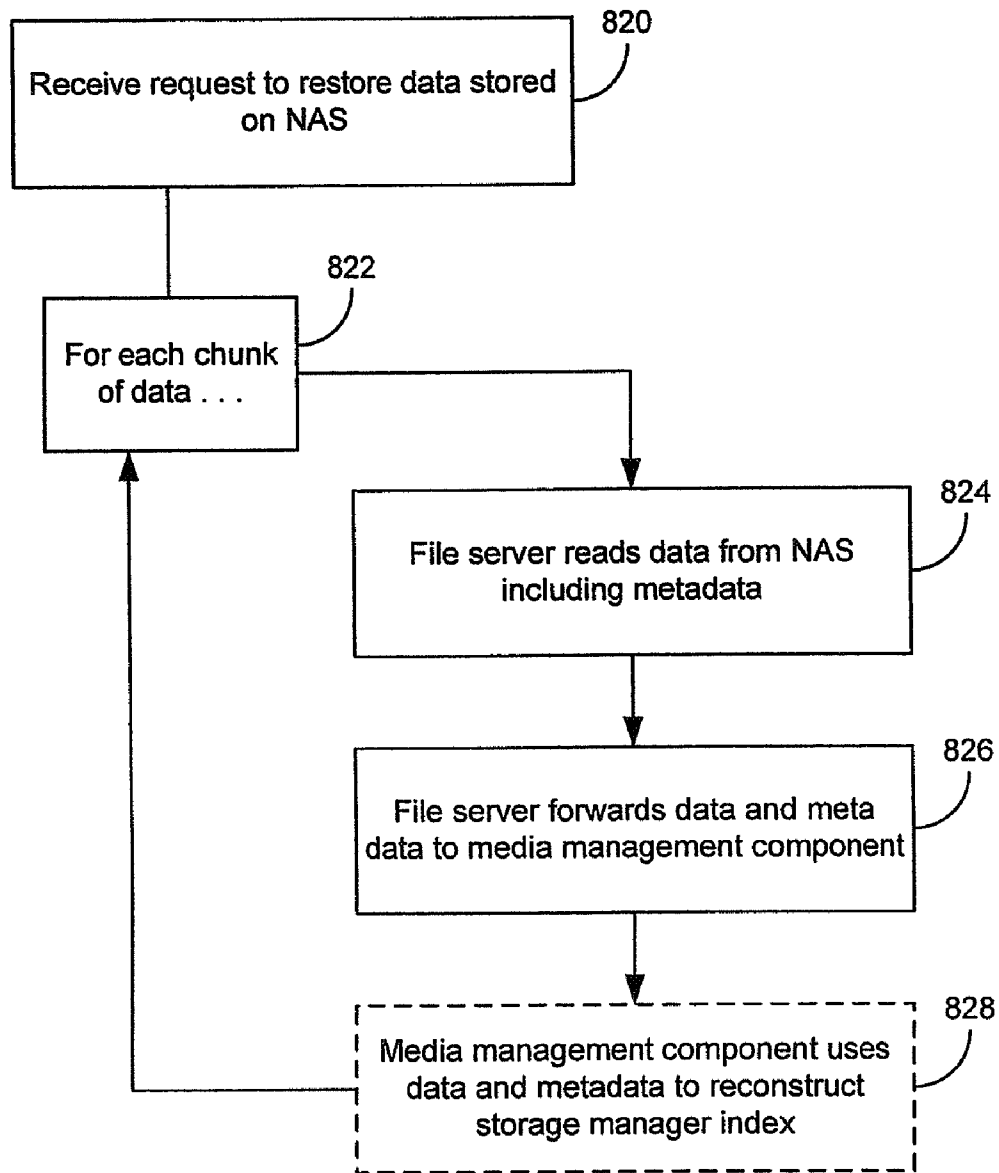 820
Receive request to restore data stored
on NAS
822
For each chunk
of data . . .
824
File server reads data from NAS
including metadata
826
File server forwards data and meta
data to media management component
828
Media management component uses
data and metadata to reconstruct
storage manager index